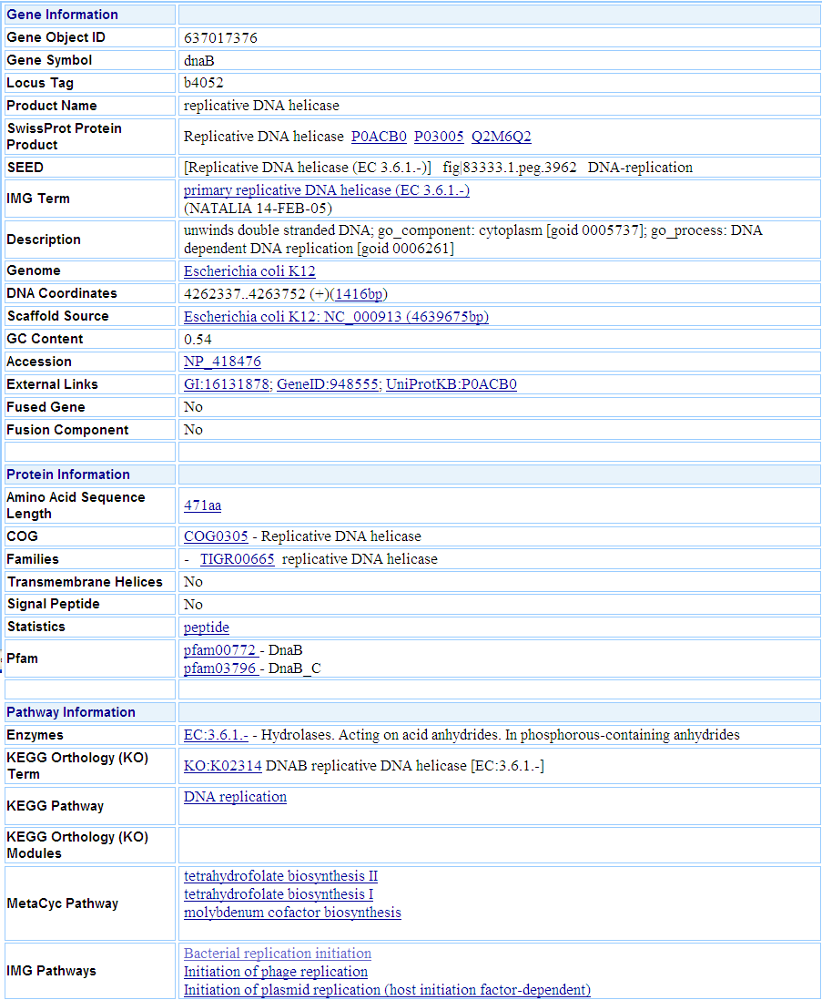 Gene Information
Gene Object ID 637017376
Gene Symbol dnaB
Locus Tag b4052
Product Name replicative DNA helicase
SwissProt Protein
Product Replicative DNA helicase P0ACB0 P03005 Q2M6Q2
SEED [Replicative DNA helicase (EC 3.6.1.-)] fig|83333.1.peg.3962 DNA-replication
IMG Term primary replicative DNA helicase (EC 3.6.1.-)
(NATALIA 14-FEB-05)
Description unwinds double stranded DNA; go_component: cytoplasm [goid 0005737]; go_process: DNA
dependent DNA replication [goid 0006261]
Genome Escherichia coli K12
DNA Coordinates 4262337..4263752 (+)(1416bp)
Scaffold Source Escherichia coli K12: NC_000913 (4639675bp)
GC Content 0.54
Accession NP_418476
External Links GI:16131878; GeneID:948555; UniProtKB:P0ACB0
Fused Gene No
Fusion Component No
Protein Information
Amino Acid Sequence
Length 471aa
COG COG0305 - Replicative DNA helicase
Families - TIGR00665 replicative DNA helicase
Transmembrane Helices No
Signal Peptide No
Statistics peptide
Pfam pfam00772 - DnaB
pfam03796 - DnaB_C
Pathway Information
Enzymes EC:3.6.1.- - Hydrolases. Acting on acid anhydrides. In phosphorous-containing anhydrides
KEGG Orthology (KO)
Term KO:K02314 DNAB replicative DNA helicase [EC:3.6.1.-]
KEGG Pathway DNA replication
KEGG Orthology (KO)
Modules
MetaCyc Pathway tetrahydrofolate biosynthesis II
tetrahydrofolate biosynthesis I
molybdenum cofactor biosynthesis
IMG Pathways Bacterial replication initiation
Initiation of phage replication
Initiation of plasmid replication (host initiation factor-dependent)